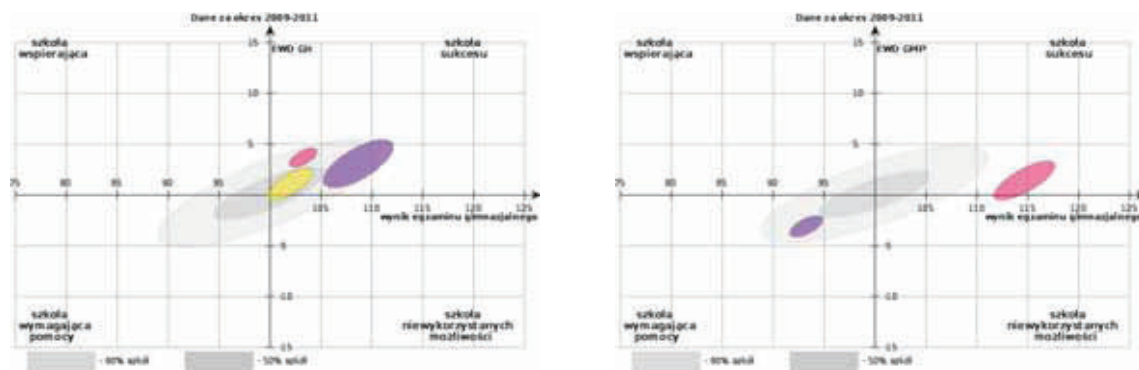 Dane za okres 2009-2011
szkoła
wspierająca
EWD GH
szkoła
sukcesu
15
10
5
75 80 85 90 95 105 110 115 120 125
wynik egzaminu gimnazjalnego
5
-10
15
szkoła
wymagająca
pomocy
szkoła
niewykorzystanych
możliwości
- 90% szkół
- 50% szkół
Dane za okres 2009-2011
szkoła
wspierająca
EWD GMP
szkoła
sukcesu
15
10
5
75 80 85 90 95 105 110 115 120 125
wynik egzaminu gimnazjalnego
5
-10
15
szkoła
wymagająca
pomocy
szkoła
niewykorzystanych
możliwości
- 90% szkół
- 50% szkół